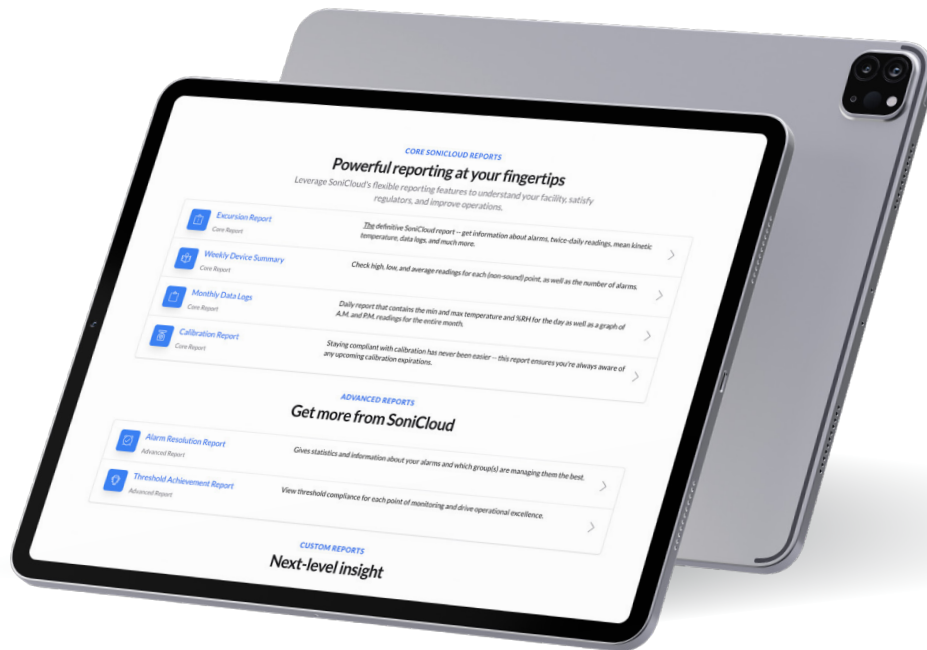 CORE SONICLOUD REPORTS
Powerful reporting at your fingertips
Leverage SoniCloud's flexible reporting features to understand your facility, satisfy
regulators, and improve operations.
Excursion Report
Core Report
The definitive SoniCloud report – get information about alarms, twice-daily readings, mean kinetic
temperature, data logs, and much more.
Weekly Device Summary
Core Report
Check high, low, and average readings for each (non-sound) point, as well as the number of alarms.
Monthly Data Logs
Core Report
Daily report that contains the min and max temperature and %RH for the day as well as a graph of
A.M. and P.M. readings for the entire month.
Calibration Report
Core Report
Staying compliant with calibration has never been easier – this report ensures you're always aware of
any upcoming calibration expirations.
ADVANCED REPORTS
Get more from SoniCloud
Alarm Resolution Report
Advanced Report
Gives statistics and information about your alarms and which group(s) are managing them the best.
Threshold Achievement Report
Advanced Report
View threshold compliance for each point of monitoring and drive operational excellence.
CUSTOM REPORTS
Next-level insight